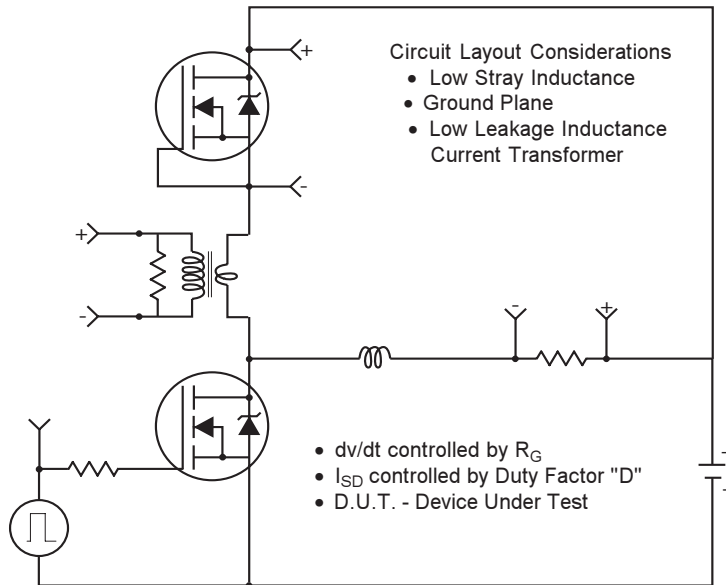 +
Circuit Layout Considerations
• Low Stray Inductance
• Ground Plane
• Low Leakage Inductance
Current Transformer
-
+
-
-
+
• dv/dt controlled by RG
• ISD controlled by Duty Factor "D"
• D.U.T. - Device Under Test